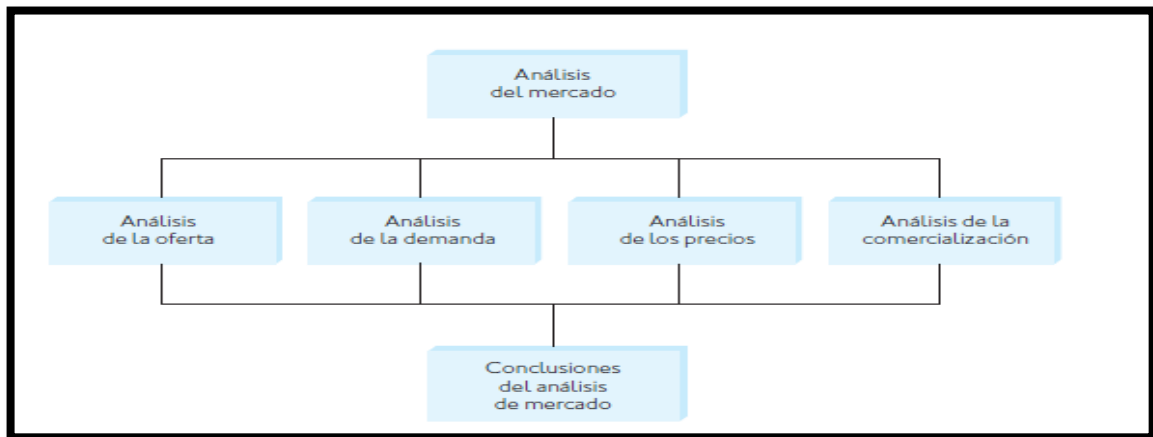 Análisis
del mercado
Análisis
de la oferta
Análisis
de la demanda
Análisis
de los precios
Análisis de la
comercialización
Conclusiones
del análisis
de mercado